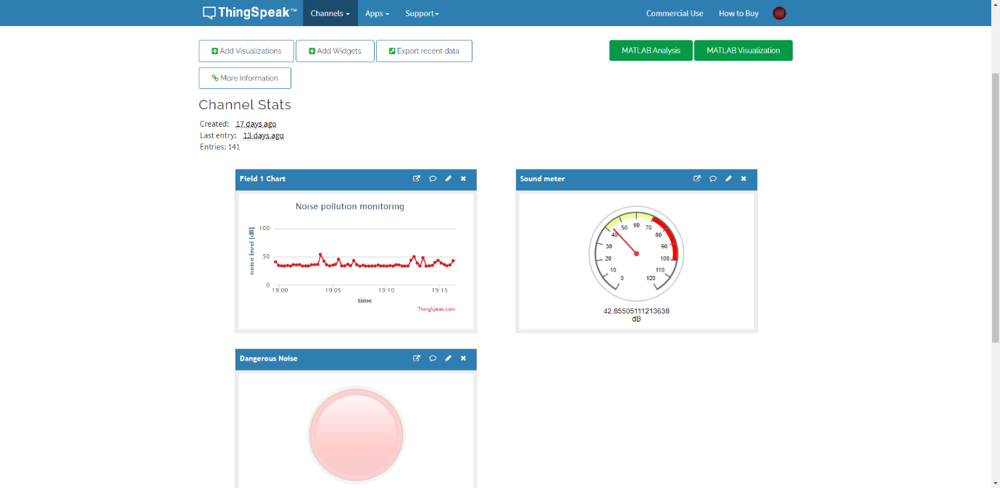 ThingSpeak™ Channels Apps Support Commercial Use How to Buy
Add Visualizations Add Widgets Export recent data MATLAB Analysis MATLAB Visualization
More Information
Channel Stats
Created: 17 days ago
Last entry: 13 days ago
Entries: 141
Field 1 Chart
Noise pollution monitoring
noise level [dB]
100
50
0
19:00 19:05 19:10 19:15
time
ThingSpeak.com
Sound meter
0
10
20
30
40
50
60
70
80
90
100
110
120
42.85505111213638
dB
Dangerous Noise